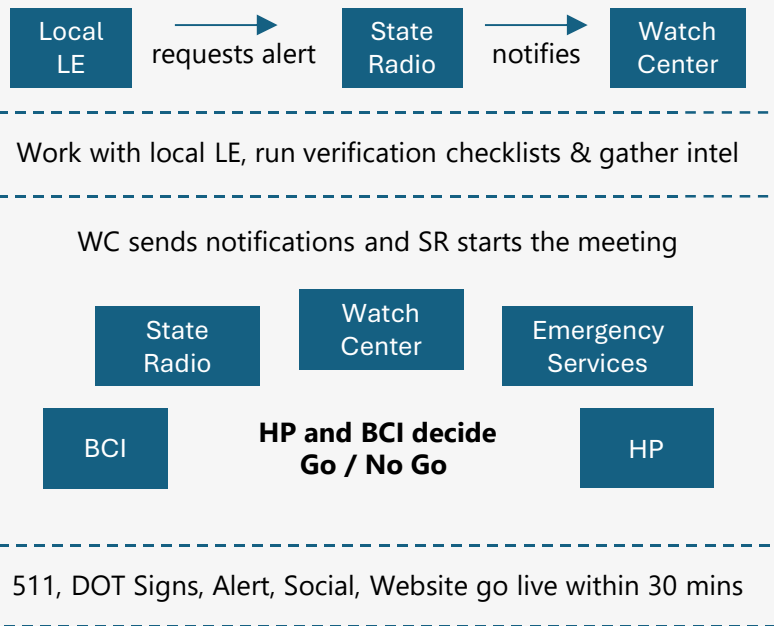 Local
LE
requests alert
State
Radio
notifies
Watch
Center
Work with local LE, run verification checklists & gather intel
WC sends notifications and SR starts the meeting
State
Radio
Watch
Center
Emergency
Services
BCI
HP and BCI decide
Go / No Go
HP
511, DOT Signs, Alert, Social, Website go live within 30 mins